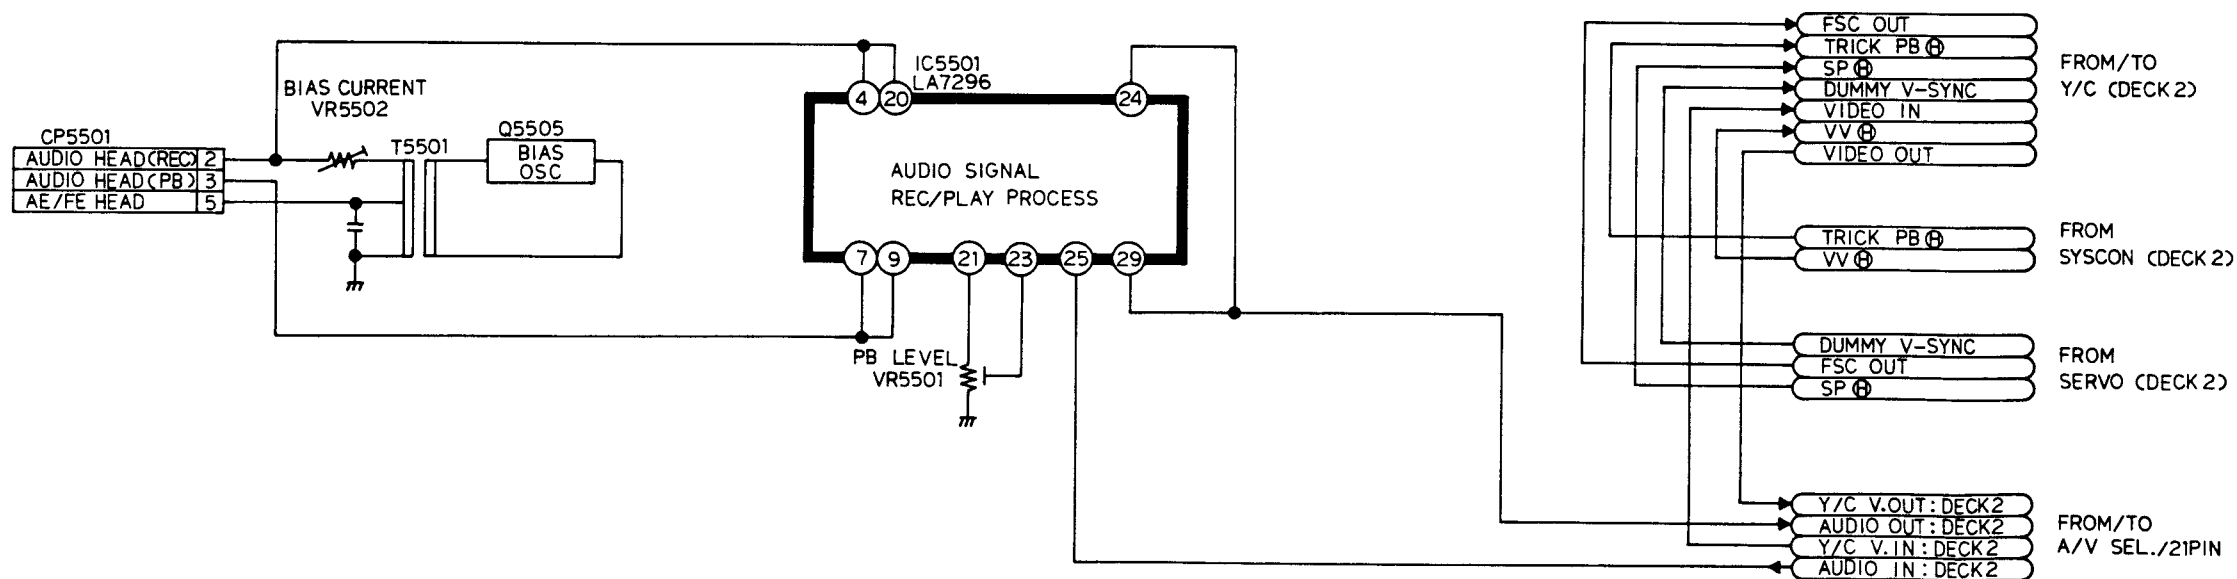 FSC OUT
TRICK PB Ⓗ
SP Ⓗ
DUMMY V-SYNC
VIDEO IN
VV Ⓗ
VIDEO OUT
FROM/TO
Y/C (DECK 2)
IC5501
LA7296
4
20
24
BIAS CURRENT
VR5502
CP5501
AUDIO HEAD(REC) 2
AUDIO HEAD(PB) 3
AE/FE HEAD 5
T5501
Q5505
BIAS
OSC
AUDIO SIGNAL
REC/PLAY PROCESS
7
9
21
23
25
29
PB LEVEL
VR5501
TRICK PB Ⓗ
VV Ⓗ
FROM
SYSCON (DECK 2)
DUMMY V-SYNC
FSC OUT
SP Ⓗ
FROM
SERVO (DECK 2)
Y/C V.OUT: DECK2
AUDIO OUT: DECK2
Y/C V.IN: DECK2
AUDIO IN: DECK2
FROM/TO
A/V SEL./21PIN